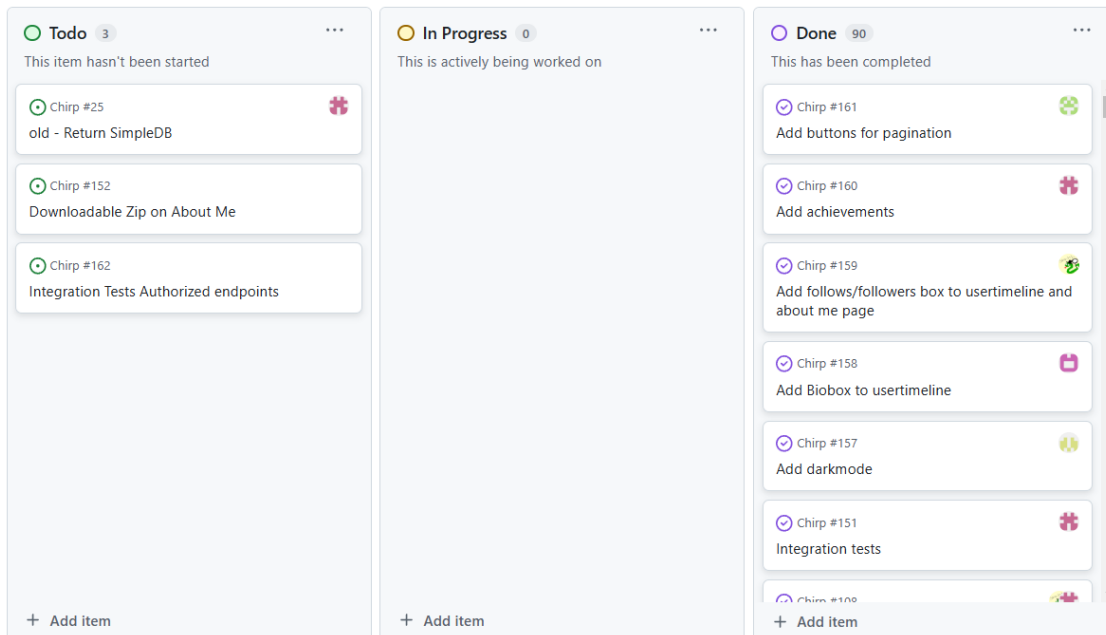 Todo 3
This item hasn't been started
Chirp #25
old - Return SimpleDB
Chirp #152
Downloadable Zip on About Me
Chirp #162
Integration Tests Authorized endpoints
+ Add item
In Progress 0
This is actively being worked on
+ Add item
Done 90
This has been completed
Chirp #161
Add buttons for pagination
Chirp #160
Add achievements
Chirp #159
Add follows/followers box to usertimeline and
about me page
Chirp #158
Add Biobox to usertimeline
Chirp #157
Add darkmode
Chirp #151
Integration tests
Chirp #108
+ Add item